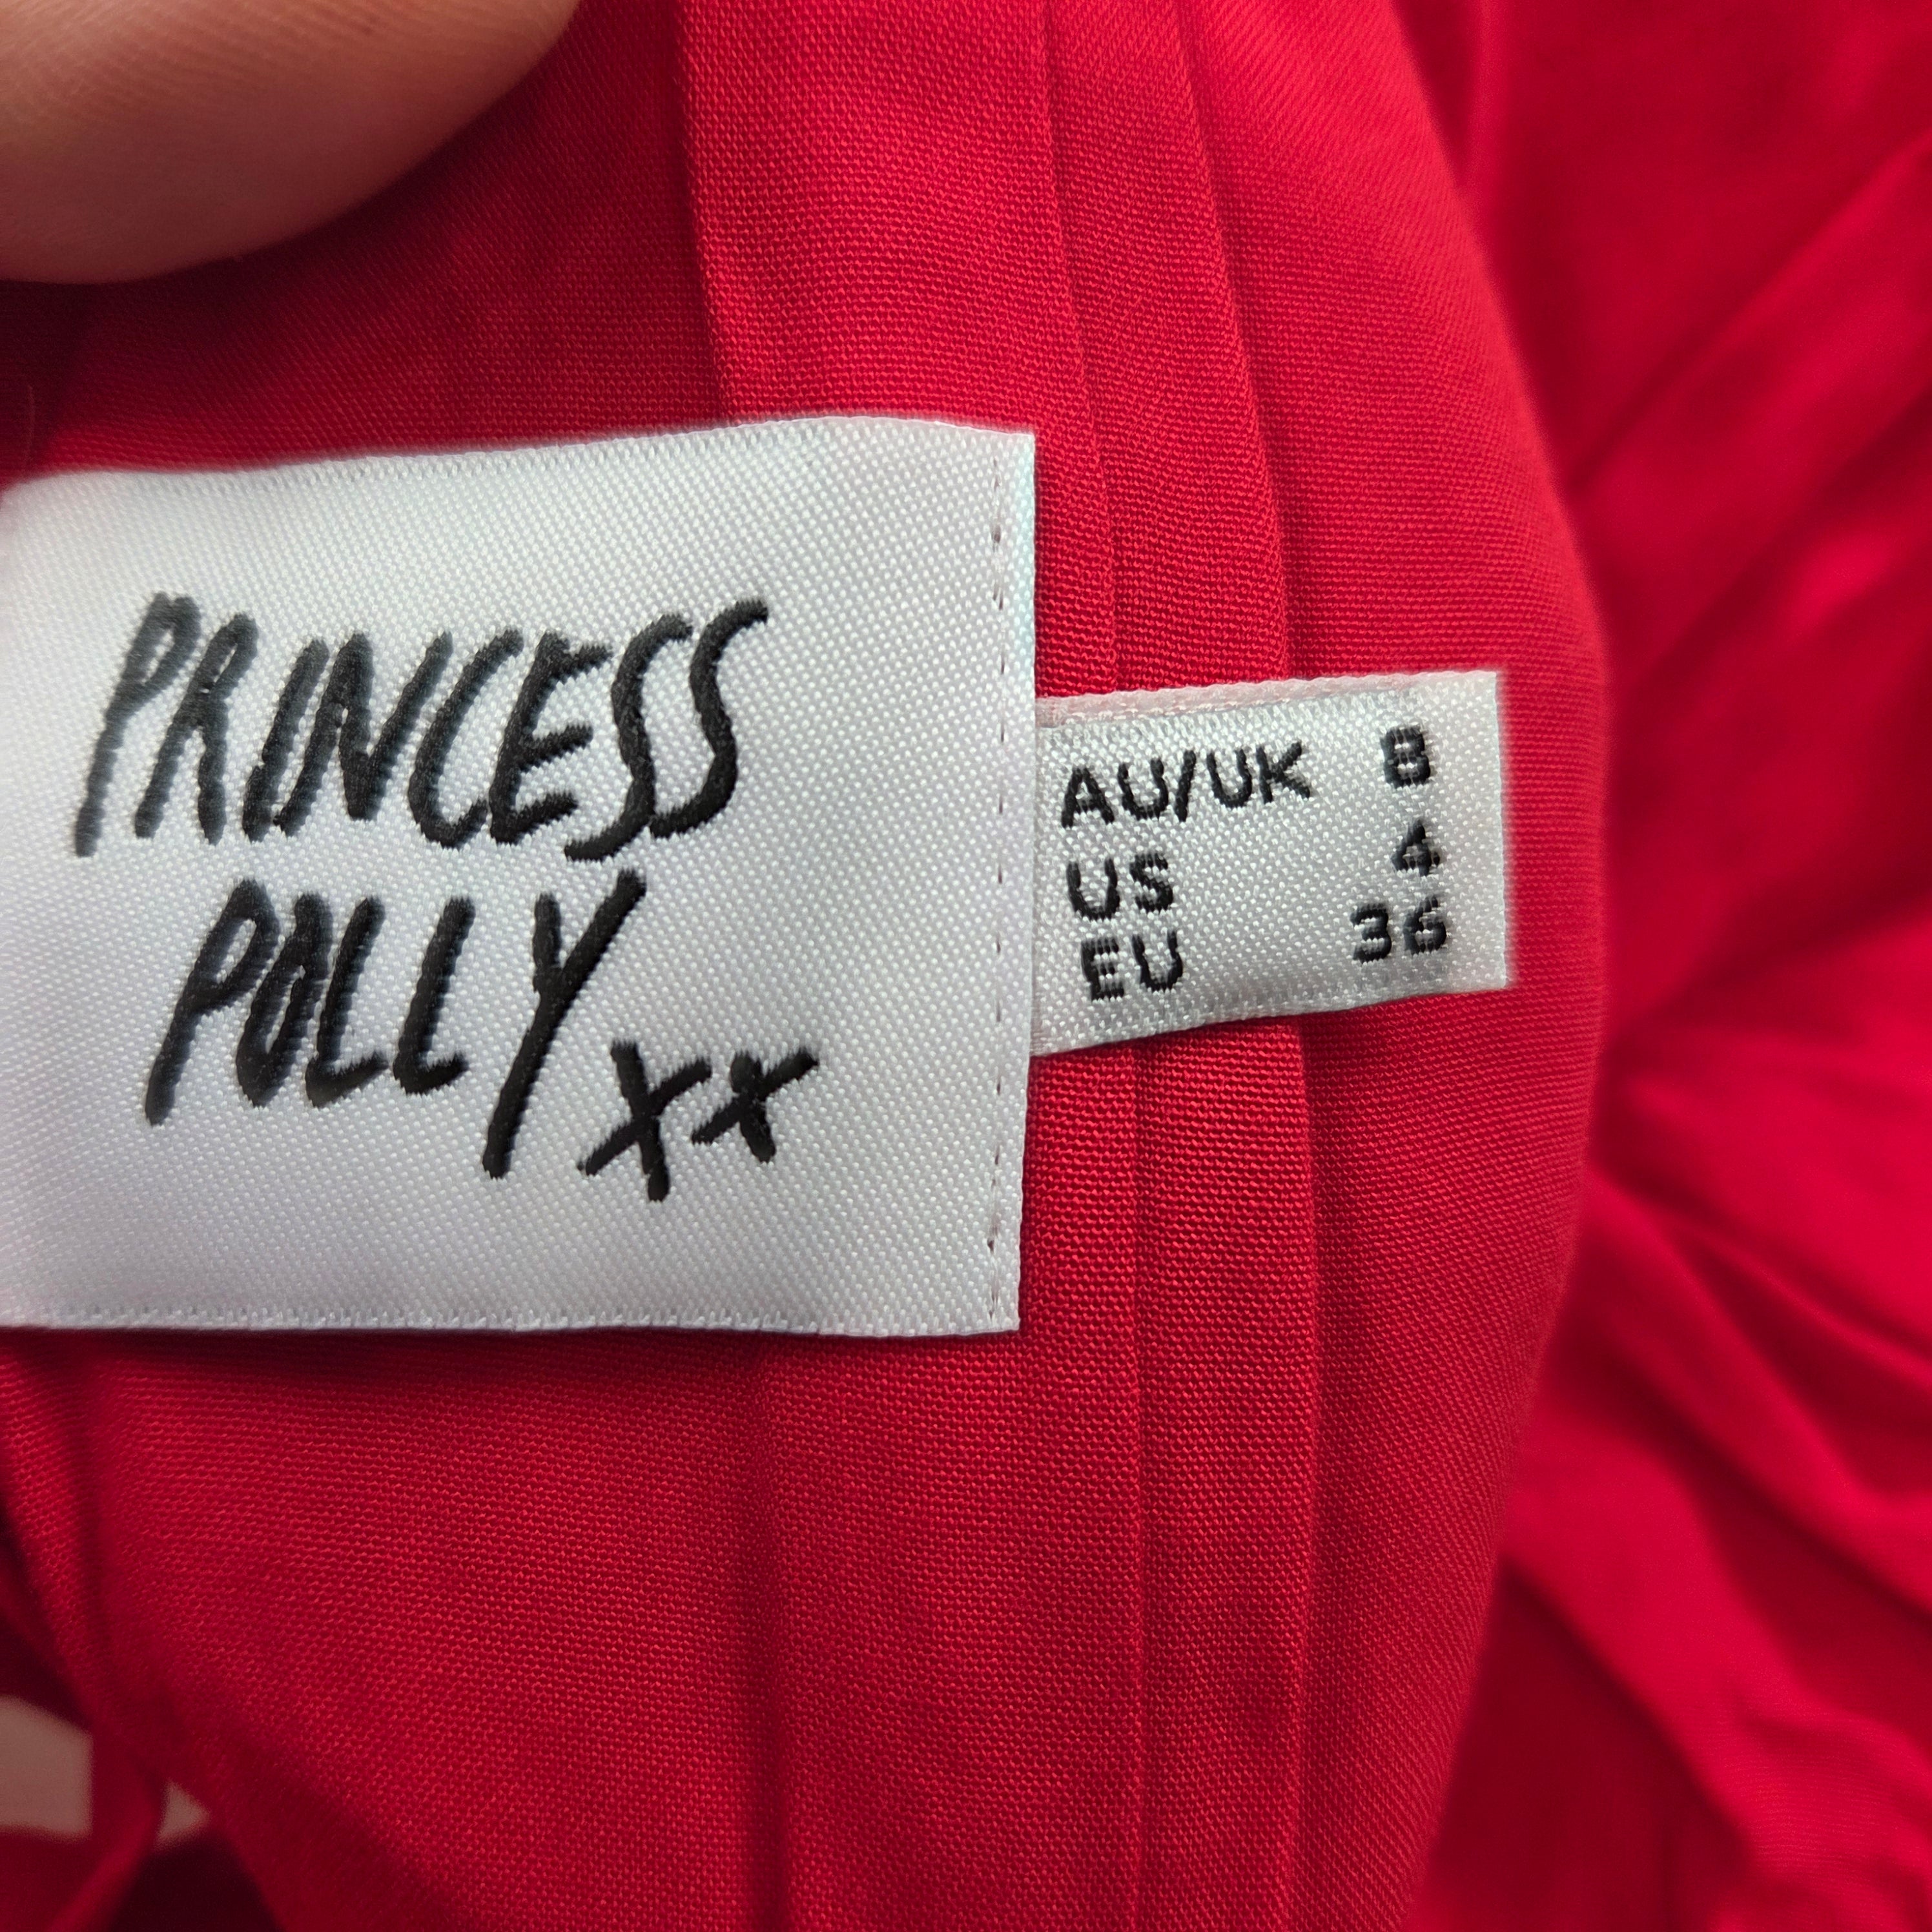 PRINCESS
POLLY xx
AU/UK 8
US 4
EU 36